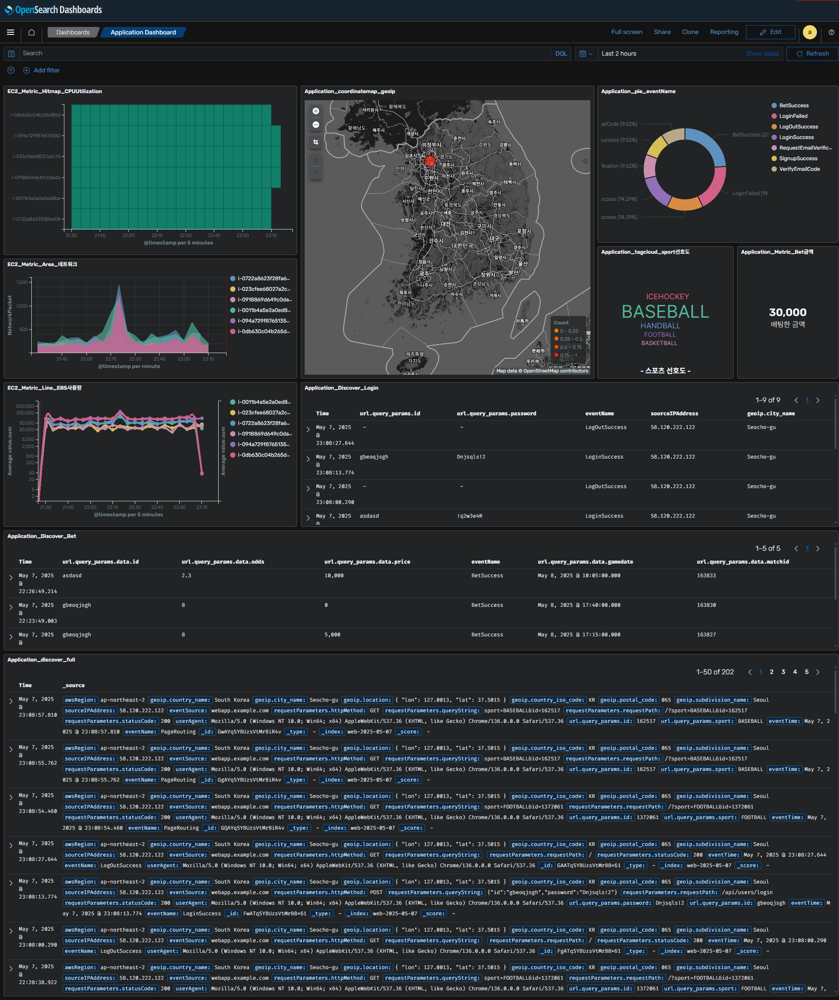 OpenSearch Dashboards
Dashboards
Application Dashboard
Full screen
Share
Clone
Reporting
Edit
a
Search
DQL
Last 2 hours
Show dates
Refresh
Add filter
EC2_Metric_Hitmap_CPUUtilization
i-0db630c04b265d85d
i-094a729f876513582
i-023cfee68027a2c70
i-0918869d649c0da65
i-0011b4a5e2a0ed8be
i-0722a8623f28fa608
21:30 21:45 22:00 22:15 22:30 22:45 23:00 23:15
@timestamp per 5 minutes
EC2_Metric_Area_네트워크
1,500
1,000
500
NetworkPacket
21:45 22:00 22:15 22:30 22:45 23:00 23:15
@timestamp per minute
i-0722a8623f28fa6...
i-023cfee68027a2c...
i-0918869d649c0da...
i-0011b4a5e2a0ed8...
i-094a729f8765135...
i-0db630c04b265d...
EC2_Metric_Line_EBS사용량
500,000
200,000
50,000
20,000
5,000
2,000
500
200
50
20
5
2
Average value.sum
Average value.sum
21:30 21:45 22:00 22:15 22:30 22:45 23:00 23:15
@timestamp per 5 minutes
i-0011b4a5e2a0ed8...
i-023cfee68027a2c...
i-0722a8623f28fa6...
i-0918869d649c0da...
i-094a729f8765135...
i-0db630c04b265d...
Application_coordinatemap_geoip
황해북도
사리원시
속초시
황해남도
해주시
개성시
춘천시
의정부시
강원도
강릉시
김포시
서울
경기도
인천
광주시
동해시
수원시
이천시
원주시
제천시
태백시
당진시
천안시
충주시
영주시
서산시
예산군
충청북도
안동시
공주시
세종
상주시
경상북도
보령시
대전
논산시
구미시
군산시
김천시
포항시
전주시
대한민국
대구
경주시
정읍시
밀양시
울산
남원시
광주
창원시
부산
나주시
순천시
경상남도
목포시
여수시
거제시
전라남도
対馬市
제주특별
자치도
서귀포시
壱岐市
平戸市
福岡市
Count
0 – 0.25
0.25 – 0.5
0.5 – 0.75
0.75 – 1
Map data © OpenStreetMap contributors
Application_pie_eventName
ailCode (9.52%)
uccess (9.52%)
fication (9.52%)
uccess (14.29%)
uccess (14.29%)
BetSuccess (23
LoginFailed (19.
BetSuccess
LoginFailed
LogOutSuccess
LoginSuccess
RequestEmailVerific...
SignupSuccess
VerifyEmailCode
Application_tagcloud_sport선호도
ICEHOCKEY
BASEBALL
HANDBALL
FOOTBALL
BASKETBALL
- 스포츠 선호도 -
Application_Metric_Bet금액
30,000
배팅한 금액
Application_Discover_Login
1–9 of 9
1
Time url.query_params.id url.query_params.password eventName sourceIPAddress geoip.city_name
May 7, 2025 @ 23:08:27.644 - - LogOutSuccess 58.120.222.122 Seocho-gu
May 7, 2025 @ 23:08:13.774 gbeoqjsgh Dnjsqls!2 LoginSuccess 58.120.222.122 Seocho-gu
May 7, 2025 @ 23:08:00.290 - - LogOutSuccess 58.120.222.122 Seocho-gu
May 7, 2025 @ asdasd !q2w3e4R LoginSuccess 58.120.222.122 Seocho-gu
Application_Discover_Bet
1–5 of 5
1
Time url.query_params.data.id url.query_params.data.odds url.query_params.data.price eventName url.query_params.data.gamedate url.query_params.data.matchid
May 7, 2025 @ 22:26:49.214 asdasd 2.3 10,000 BetSuccess May 8, 2025 @ 10:05:00.000 163833
May 7, 2025 @ 22:23:49.003 gbeoqjsgh 8 0 BetSuccess May 8, 2025 @ 17:40:00.000 163830
May 7, 2025 @ gbeoqjsgh 8 5,000 BetSuccess May 8, 2025 @ 17:15:00.000 163827
Application_discover_full
1–50 of 202
1 2 3 4 5
Time _source
May 7, 2025 @ 23:08:57.810
awsRegion: ap-northeast-2 geoip.country_name: South Korea geoip.city_name: Seocho-gu geoip.location: { "lon": 127.0013, "lat": 37.5015 } geoip.country_iso_code: KR geoip.postal_code: 065 geoip.subdivision_name: Seoul
sourceIPAddress: 58.120.222.122 eventSource: webapp.example.com requestParameters.httpMethod: GET requestParameters.queryString: sport=BASEBALL&id=162517 requestParameters.requestPath: /?sport=BASEBALL&id=162517
requestParameters.statusCode: 200 userAgent: Mozilla/5.0 (Windows NT 10.0; Win64; x64) AppleWebKit/537.36 (KHTML, like Gecko) Chrome/136.0.0.0 Safari/537.36 url.query_params.id: 162517 url.query_params.sport: BASEBALL eventTime: May 7, 2
025 @ 23:08:57.810 eventName: PageRouting _id: GwAYq5YBUzsVtMrBiR4v _type: - _index: web-2025-05-07 _score: -
May 7, 2025 @ 23:08:55.762
awsRegion: ap-northeast-2 geoip.country_name: South Korea geoip.city_name: Seocho-gu geoip.location: { "lon": 127.0013, "lat": 37.5015 } geoip.country_iso_code: KR geoip.postal_code: 065 geoip.subdivision_name: Seoul
sourceIPAddress: 58.120.222.122 eventSource: webapp.example.com requestParameters.httpMethod: GET requestParameters.queryString: sport=BASEBALL&id=162517 requestParameters.requestPath: /?sport=BASEBALL&id=162517
requestParameters.statusCode: 200 userAgent: Mozilla/5.0 (Windows NT 10.0; Win64; x64) AppleWebKit/537.36 (KHTML, like Gecko) Chrome/136.0.0.0 Safari/537.36 url.query_params.id: 162517 url.query_params.sport: BASEBALL eventTime: May 7, 2
025 @ 23:08:55.762 eventName: PageRouting _id: GgAYq5YBUzsVtMrBiR4v _type: - _index: web-2025-05-07 _score: -
May 7, 2025 @ 23:08:54.460
awsRegion: ap-northeast-2 geoip.country_name: South Korea geoip.city_name: Seocho-gu geoip.location: { "lon": 127.0013, "lat": 37.5015 } geoip.country_iso_code: KR geoip.postal_code: 065 geoip.subdivision_name: Seoul
sourceIPAddress: 58.120.222.122 eventSource: webapp.example.com requestParameters.httpMethod: GET requestParameters.queryString: sport=FOOTBALL&id=1372061 requestParameters.requestPath: /?sport=FOOTBALL&id=1372061
requestParameters.statusCode: 200 userAgent: Mozilla/5.0 (Windows NT 10.0; Win64; x64) AppleWebKit/537.36 (KHTML, like Gecko) Chrome/136.0.0.0 Safari/537.36 url.query_params.id: 1372061 url.query_params.sport: FOOTBALL eventTime: May 7,
2025 @ 23:08:54.460 eventName: PageRouting _id: GQAYq5YBUzsVtMrBiR4v _type: - _index: web-2025-05-07 _score: -
May 7, 2025 @ 23:08:27.644
awsRegion: ap-northeast-2 geoip.country_name: South Korea geoip.city_name: Seocho-gu geoip.location: { "lon": 127.0013, "lat": 37.5015 } geoip.country_iso_code: KR geoip.postal_code: 065 geoip.subdivision_name: Seoul
sourceIPAddress: 58.120.222.122 eventSource: webapp.example.com requestParameters.httpMethod: GET requestParameters.queryString: requestParameters.requestPath: / requestParameters.statusCode: 200 eventTime: May 7, 2025 @ 23:08:27.644
eventName: LogOutSuccess userAgent: Mozilla/5.0 (Windows NT 10.0; Win64; x64) AppleWebKit/537.36 (KHTML, like Gecko) Chrome/136.0.0.0 Safari/537.36 _id: GAATq5YBUzsVtMrB8x61 _type: - _index: web-2025-05-07 _score: -
May 7, 2025 @ 23:08:13.774
awsRegion: ap-northeast-2 geoip.country_name: South Korea geoip.city_name: Seocho-gu geoip.location: { "lon": 127.0013, "lat": 37.5015 } geoip.country_iso_code: KR geoip.postal_code: 065 geoip.subdivision_name: Seoul
sourceIPAddress: 58.120.222.122 eventSource: webapp.example.com requestParameters.httpMethod: POST requestParameters.queryString: {"id":"gbeoqjsgh","password":"Dnjsqls!2"} requestParameters.requestPath: /api/users/login
requestParameters.statusCode: 200 userAgent: Mozilla/5.0 (Windows NT 10.0; Win64; x64) AppleWebKit/537.36 (KHTML, like Gecko) Chrome/136.0.0.0 Safari/537.36 url.query_params.password: Dnjsqls!2 url.query_params.id: gbeoqjsgh eventTime: M
ay 7, 2025 @ 23:08:13.774 eventName: LoginSuccess _id: FwATq5YBUzsVtMrB8x61 _type: - _index: web-2025-05-07 _score: -
May 7, 2025 @ 23:08:00.290
awsRegion: ap-northeast-2 geoip.country_name: South Korea geoip.city_name: Seocho-gu geoip.location: { "lon": 127.0013, "lat": 37.5015 } geoip.country_iso_code: KR geoip.postal_code: 065 geoip.subdivision_name: Seoul
sourceIPAddress: 58.120.222.122 eventSource: webapp.example.com requestParameters.httpMethod: GET requestParameters.queryString: requestParameters.requestPath: / requestParameters.statusCode: 200 eventTime: May 7, 2025 @ 23:08:00.290
eventName: LogOutSuccess userAgent: Mozilla/5.0 (Windows NT 10.0; Win64; x64) AppleWebKit/537.36 (KHTML, like Gecko) Chrome/136.0.0.0 Safari/537.36 _id: FgATq5YBUzsVtMrB8x61 _type: - _index: web-2025-05-07 _score: -
May 7, 2025 @ 22:28:38.922
awsRegion: ap-northeast-2 geoip.country_name: South Korea geoip.city_name: Seocho-gu geoip.location: { "lon": 127.0013, "lat": 37.5015 } geoip.country_iso_code: KR geoip.postal_code: 065 geoip.subdivision_name: Seoul
sourceIPAddress: 58.120.222.122 eventSource: webapp.example.com requestParameters.httpMethod: GET requestParameters.queryString: sport=FOOTBALL&id=1372061 requestParameters.requestPath: /?sport=FOOTBALL&id=1372061
requestParameters.statusCode: 200 userAgent: Mozilla/5.0 (Windows NT 10.0; Win64; x64) AppleWebKit/537.36 (KHTML, like Gecko) Chrome/136.0.0.0 Safari/537.36 url.query_params.id: 1372061 url.query_params.sport: FOOTBALL eventTime: May 7,